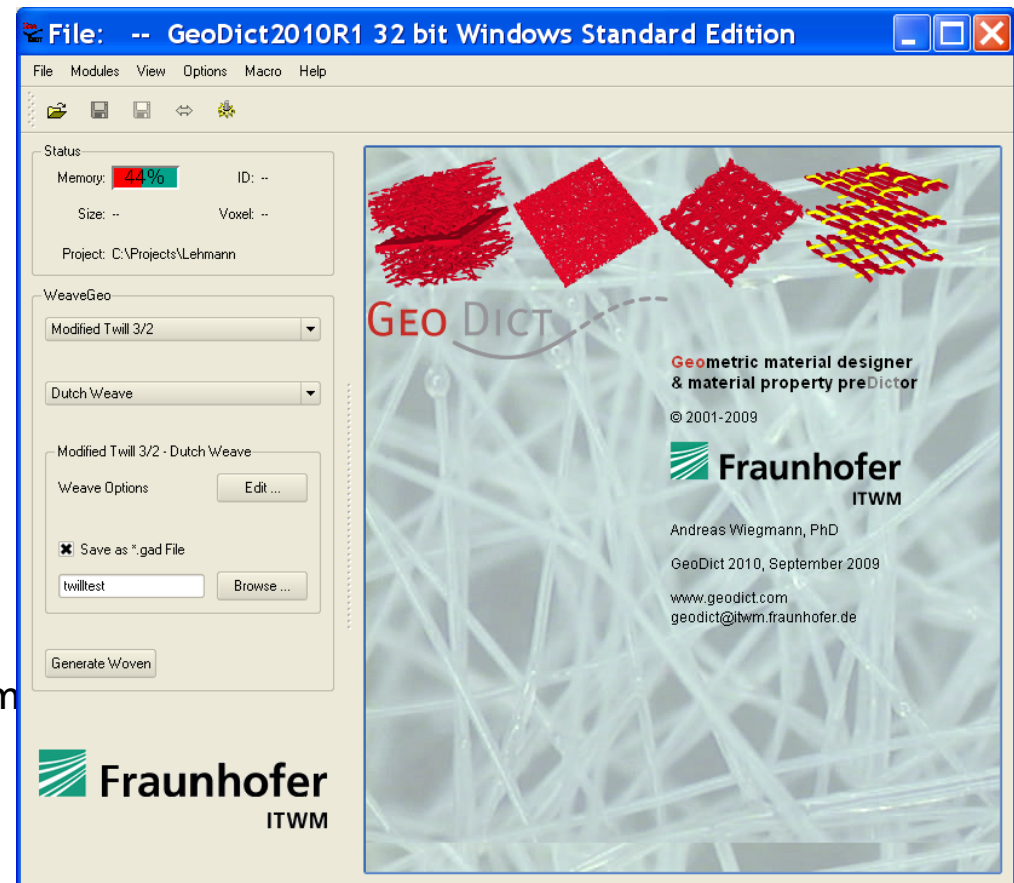 File: -- GeoDict2010R1 32 bit Windows Standard Edition
File Modules View Options Macro Help
Status
Memory: 44% ID: --
Size: -- Voxel: --
Project: C:\Projects\Lehmann
WeaveGeo
Modified Twill 3/2
Dutch Weave
Modified Twill 3/2 - Dutch Weave
Weave Options Edit ...
Save as *.gad File
twilltest Browse ...
Generate Woven
m
Fraunhofer
ITWM
GEO DICT
Geometric material designer
& material property preDictor
© 2001-2009
Fraunhofer
ITWM
Andreas Wiegmann, PhD
GeoDict 2010, September 2009
www.geodict.com
geodict@itwm.fraunhofer.de